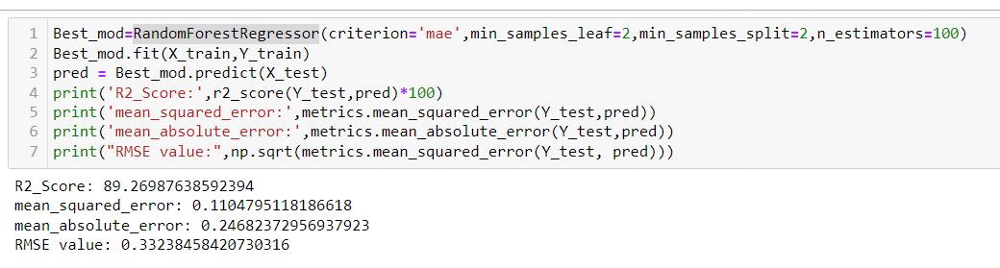 1 Best_mod=RandomForestRegressor(criterion='mae',min_samples_leaf=2,min_samples_split=2,n_estimators=100)
2 Best_mod.fit(X_train,Y_train)
3 pred = Best_mod.predict(X_test)
4 print('R2_Score:',r2_score(Y_test,pred)*100)
5 print('mean_squared_error:',metrics.mean_squared_error(Y_test,pred))
6 print('mean_absolute_error:',metrics.mean_absolute_error(Y_test,pred))
7 print("RMSE value:",np.sqrt(metrics.mean_squared_error(Y_test, pred)))
R2_Score: 89.26987638592394
mean_squared_error: 0.1104795118186618
mean_absolute_error: 0.24682372956937923
RMSE value: 0.33238458420730316